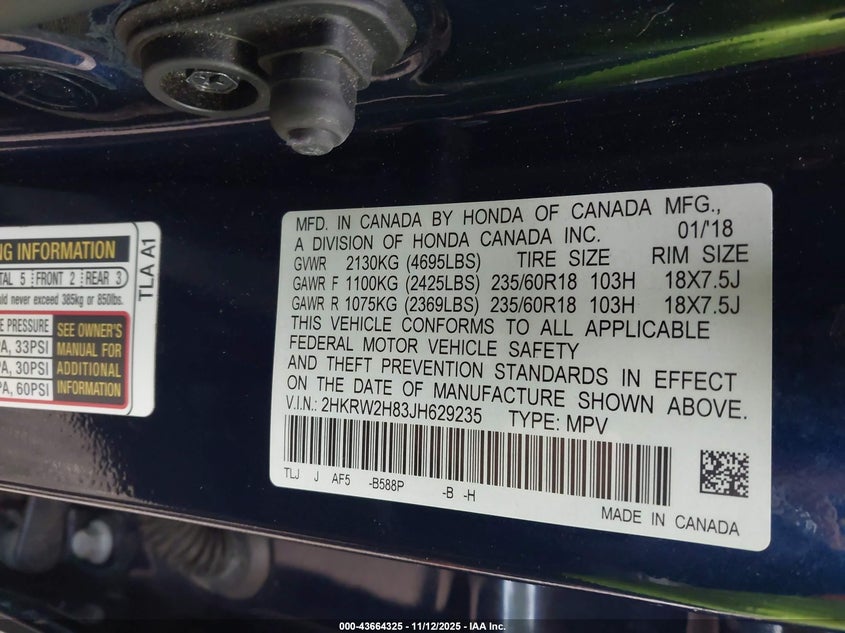 NG INFORMATION
TAL 5 FRONT 2 REAR 3
uld never exceed 385kg or 850lbs.
E PRESSURE
PA, 33PSI
PA, 30PSI
PA, 60PSI
SEE OWNER'S
MANUAL FOR
ADDITIONAL
INFORMATION
TLA A1
MFD. IN CANADA BY HONDA OF CANADA MFG.,
A DIVISION OF HONDA CANADA INC. 01/'18
GVWR 2130KG (4695LBS) TIRE SIZE RIM SIZE
GAWR F 1100KG (2425LBS) 235/60R18 103H 18X7.5J
GAWR R 1075KG (2369LBS) 235/60R18 103H 18X7.5J
THIS VEHICLE CONFORMS TO ALL APPLICABLE
FEDERAL MOTOR VEHICLE SAFETY
AND THEFT PREVENTION STANDARDS IN EFFECT
ON THE DATE OF MANUFACTURE SHOWN ABOVE.
V.I.N.: 2HKRW2H83JH629235 TYPE: MPV
TLJ J AF5 -B588P -B -H
MADE IN CANADA
000-43664325 - 11/12/2025 - IAA Inc.